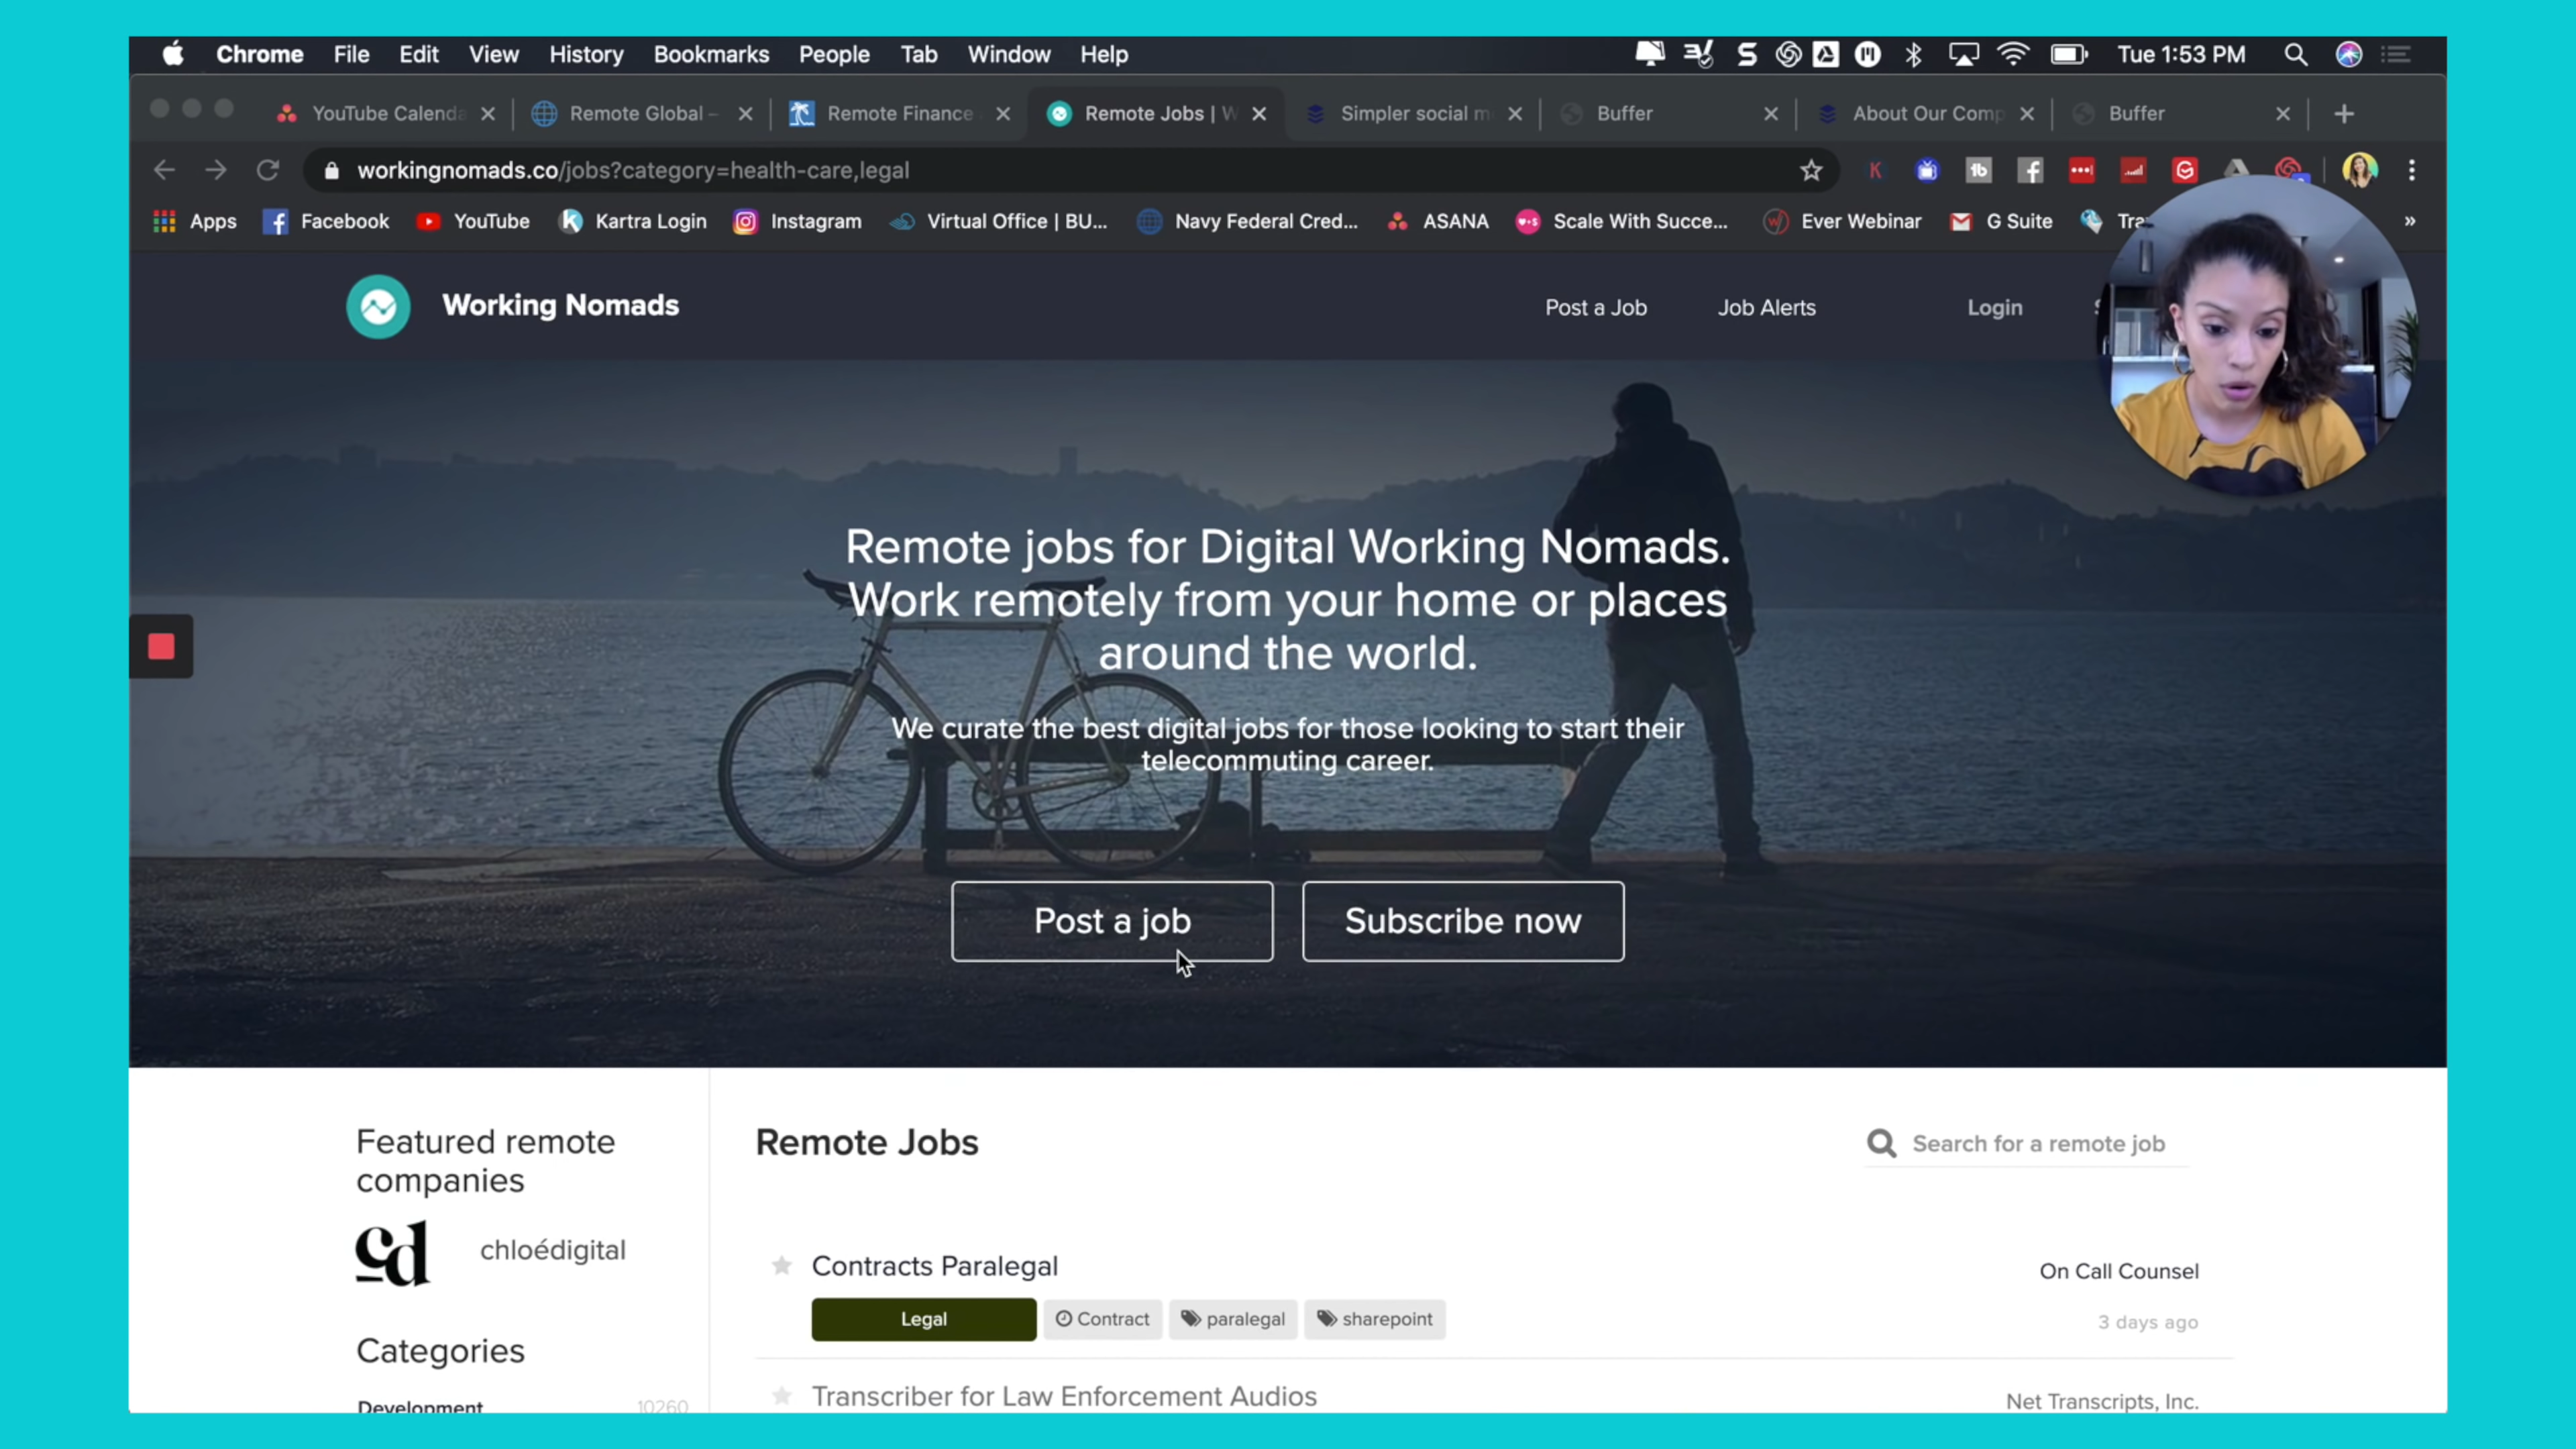 Chrome File Edit View History Bookmarks People Tab Window Help Tue 1:53 PM
YouTube Calenda Remote Global – Remote Finance Remote Jobs | W Simpler social m Buffer About Our Comp Buffer
workingnomads.co/jobs?category=health-care,legal
Apps Facebook YouTube Kartra Login Instagram Virtual Office | BU... Navy Federal Cred... ASANA Scale With Succe... Ever Webinar G Suite »
Working Nomads Post a Job Job Alerts Login
Remote jobs for Digital Working Nomads.
Work remotely from your home or places
around the world.
We curate the best digital jobs for those looking to start their
telecommuting career.
Post a job Subscribe now
Featured remote
companies
cd chloédigital
Categories
Development 10260
Remote Jobs Search for a remote job
Contracts Paralegal On Call Counsel
Legal Contract paralegal sharepoint 3 days ago
Transcriber for Law Enforcement Audios Net Transcripts, Inc.